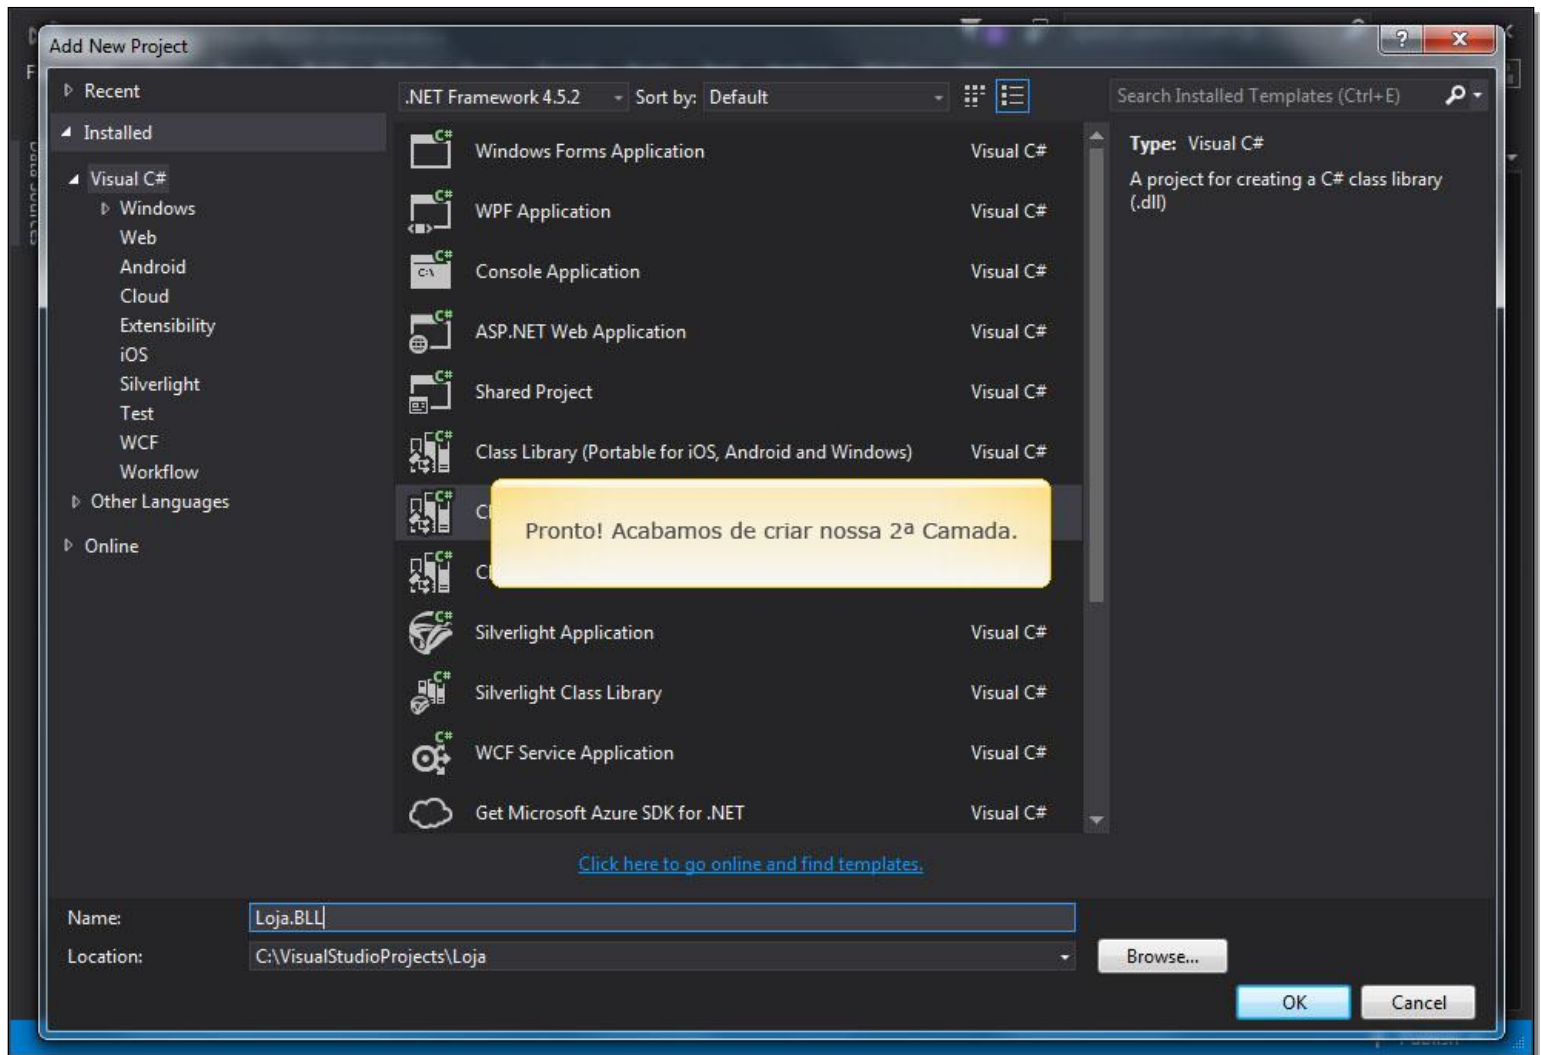 Add New Project
Recent
.NET Framework 4.5.2
Sort by: Default
Search Installed Templates (Ctrl+E)
Installed
Visual C#
Windows
Web
Android
Cloud
Extensibility
iOS
Silverlight
Test
WCF
Workflow
Other Languages
Online
Windows Forms Application Visual C#
WPF Application Visual C#
Console Application Visual C#
ASP.NET Web Application Visual C#
Shared Project Visual C#
Class Library (Portable for iOS, Android and Windows) Visual C#
Pronto! Acabamos de criar nossa 2ª Camada.
Silverlight Application Visual C#
Silverlight Class Library Visual C#
WCF Service Application Visual C#
Get Microsoft Azure SDK for .NET Visual C#
Click here to go online and find templates.
Type: Visual C#
A project for creating a C# class library
(.dll)
Name: Loja.BLL
Location: C:\VisualStudioProjects\Loja
Browse...
OK
Cancel